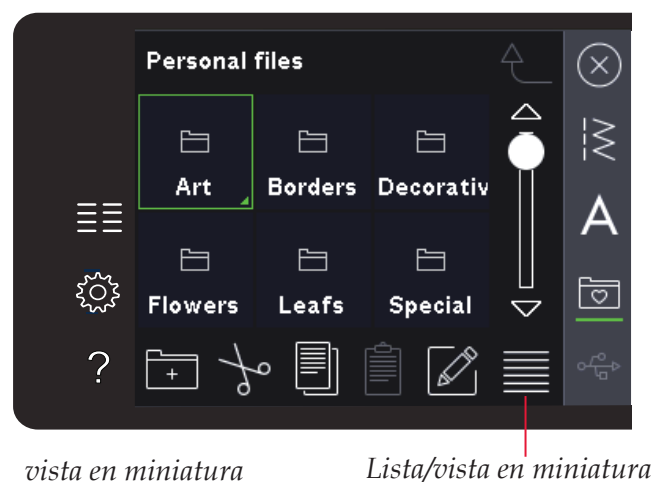 Personal files
Art Borders Decorativ
Flowers Leafs Special
?
A
vista en miniatura
Lista/vista en miniatura